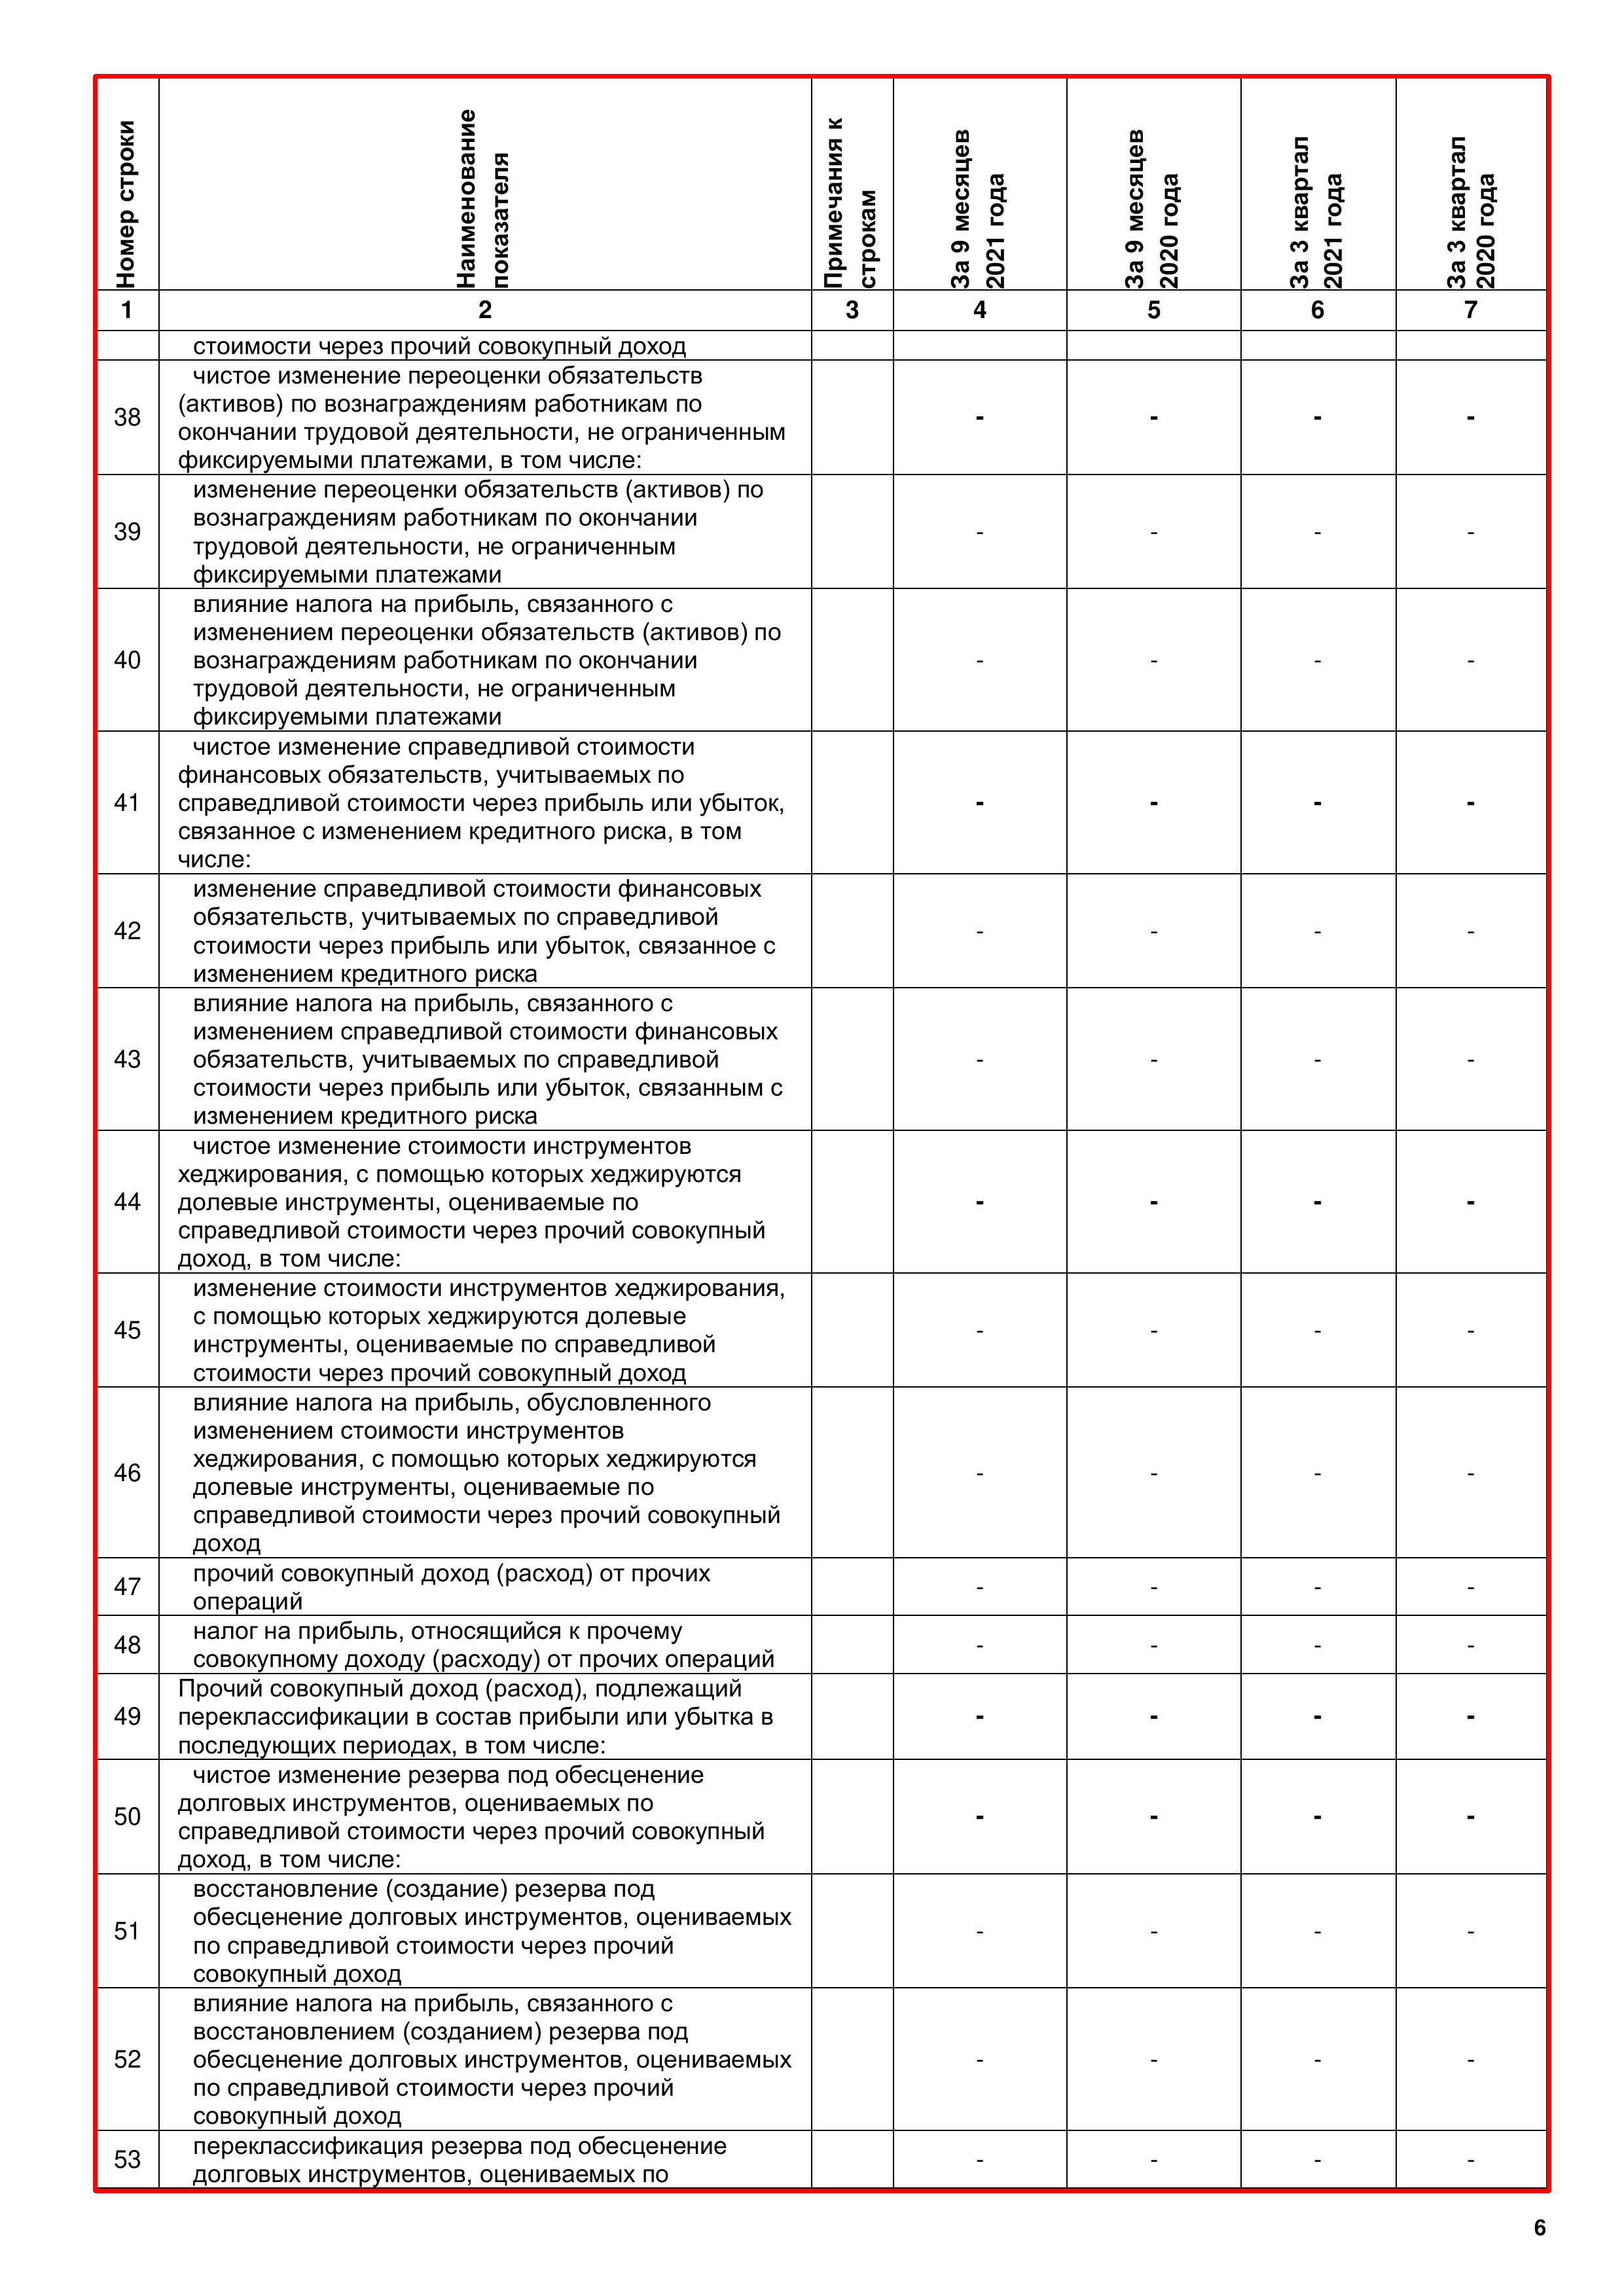 Номер строки
Наименование
показателя
Примечания к
строкам
За 9 месяцев
2021 года
За 9 месяцев
2020 года
За 3 квартал
2021 года
За 3 квартал
2020 года
1 2 3 4 5 6 7
стоимости через прочий совокупный доход
38 чистое изменение переоценки обязательств
(активов) по вознаграждениям работникам по
окончании трудовой деятельности, не ограниченным
фиксируемыми платежами, в том числе:
- - - -
39 изменение переоценки обязательств (активов) по
вознаграждениям работникам по окончании
трудовой деятельности, не ограниченным
фиксируемыми платежами
- - - -
40 влияние налога на прибыль, связанного с
изменением переоценки обязательств (активов) по
вознаграждениям работникам по окончании
трудовой деятельности, не ограниченным
фиксируемыми платежами
- - - -
41 чистое изменение справедливой стоимости
финансовых обязательств, учитываемых по
справедливой стоимости через прибыль или убыток,
связанное с изменением кредитного риска, в том
числе:
- - - -
42 изменение справедливой стоимости финансовых
обязательств, учитываемых по справедливой
стоимости через прибыль или убыток, связанное с
изменением кредитного риска
- - - -
43 влияние налога на прибыль, связанного с
изменением справедливой стоимости финансовых
обязательств, учитываемых по справедливой
стоимости через прибыль или убыток, связанным с
изменением кредитного риска
- - - -
44 чистое изменение стоимости инструментов
хеджирования, с помощью которых хеджируются
долевые инструменты, оцениваемые по
справедливой стоимости через прочий совокупный
доход, в том числе:
- - - -
45 изменение стоимости инструментов хеджирования,
с помощью которых хеджируются долевые
инструменты, оцениваемые по справедливой
стоимости через прочий совокупный доход
- - - -
46 влияние налога на прибыль, обусловленного
изменением стоимости инструментов
хеджирования, с помощью которых хеджируются
долевые инструменты, оцениваемые по
справедливой стоимости через прочий совокупный
доход
- - - -
47 прочий совокупный доход (расход) от прочих
операций
- - - -
48 налог на прибыль, относящийся к прочему
совокупному доходу (расходу) от прочих операций
- - - -
49 Прочий совокупный доход (расход), подлежащий
переклассификации в состав прибыли или убытка в
последующих периодах, в том числе:
- - - -
50 чистое изменение резерва под обесценение
долговых инструментов, оцениваемых по
справедливой стоимости через прочий совокупный
доход, в том числе:
- - - -
51 восстановление (создание) резерва под
обесценение долговых инструментов, оцениваемых
по справедливой стоимости через прочий
совокупный доход
- - - -
52 влияние налога на прибыль, связанного с
восстановлением (созданием) резерва под
обесценение долговых инструментов, оцениваемых
по справедливой стоимости через прочий
совокупный доход
- - - -
53 переклассификация резерва под обесценение
долговых инструментов, оцениваемых по
- - - -
6